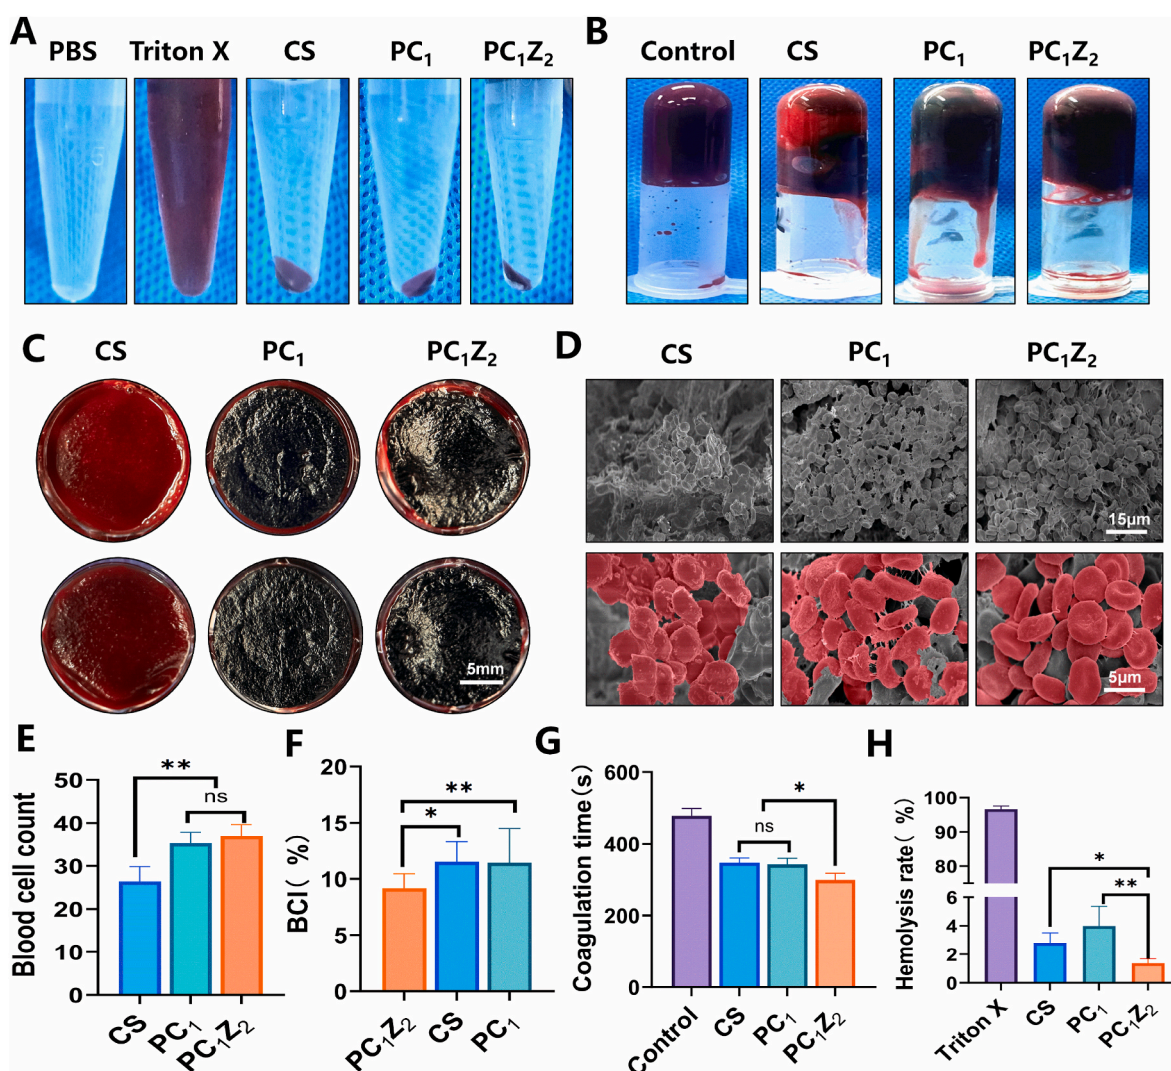 A
PBS Triton X CS PC₁ PC₁Z₂
B
Control CS PC₁ PC₁Z₂
C
CS PC₁ PC₁Z₂
5mm
D
CS PC₁ PC₁Z₂
15μm
5μm
E
Blood cell count
50
40
30
20
10
0
**
ns
CS PC₁ PC₁Z₂
F
BCI( %)
20
15
10
5
0
**
*
PC₁Z₂ CS PC₁
G
Coagulation time(s)
600
400
200
0
*
ns
Control CS PC₁ PC₁Z₂
H
Hemolysis rate( %)
100
90
80
6
4
2
0
*
**
Triton X CS PC₁ PC₁Z₂